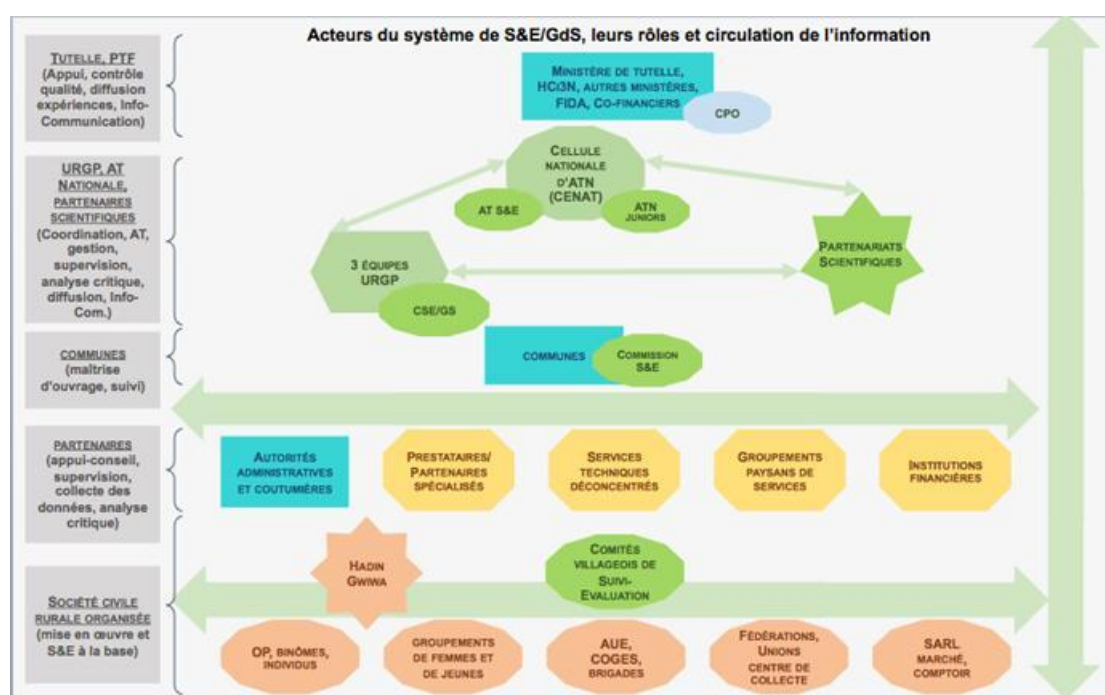 Acteurs du système de S&E/GdS, leurs rôles et circulation de l'information
TUTELLE, PTF
(Appui, contrôle
qualité, diffusion
expériences, Info-
Communication)
MINISTÈRE DE TUTELLE,
HCI3N, AUTRES MINISTÈRES,
FIDA, CO-FINANCIERS
CPO
URGP, AT
NATIONALE,
PARTENAIRES
SCIENTIFIQUES
(Coordination, AT,
gestion,
supervision,
analyse critique,
diffusion, Info-
Com.)
CELLULE
NATIONALE
D'ATN
(CENAT)
AT S&E
ATN
JUNIORS
3 ÉQUIPES
URGP
CSE/GS
PARTENARIATS
SCIENTIFIQUES
COMMUNES
(maîtrise
d'ouvrage, suivi)
COMMUNES
COMMISSION
S&E
PARTENAIRES
(appui-conseil,
supervision,
collecte des
données, analyse
critique)
AUTORITÉS
ADMINISTRATIVES
ET COUTUMIÈRES
PRESTATAIRES/
PARTENAIRES
SPÉCIALISÉS
SERVICES
TECHNIQUES
DÉCONCENTRÉS
GROUPEMENTS
PAYSANS DE
SERVICES
INSTITUTIONS
FINANCIÈRES
SOCIÉTÉ CIVILE
RURALE ORGANISÉE
(mise en œuvre et
S&E à la base)
HADIN
GWIWA
COMITÉS
VILLAGEOIS DE
SUIVI-
EVALUATION
OP, BINÔMES,
INDIVIDUS
GROUPEMENTS
DE FEMMES ET
DE JEUNES
AUE,
COGES,
BRIGADES
FÉDÉRATIONS,
UNIONS
CENTRE DE
COLLECTE
SARL
MARCHÉ,
COMPTOIR